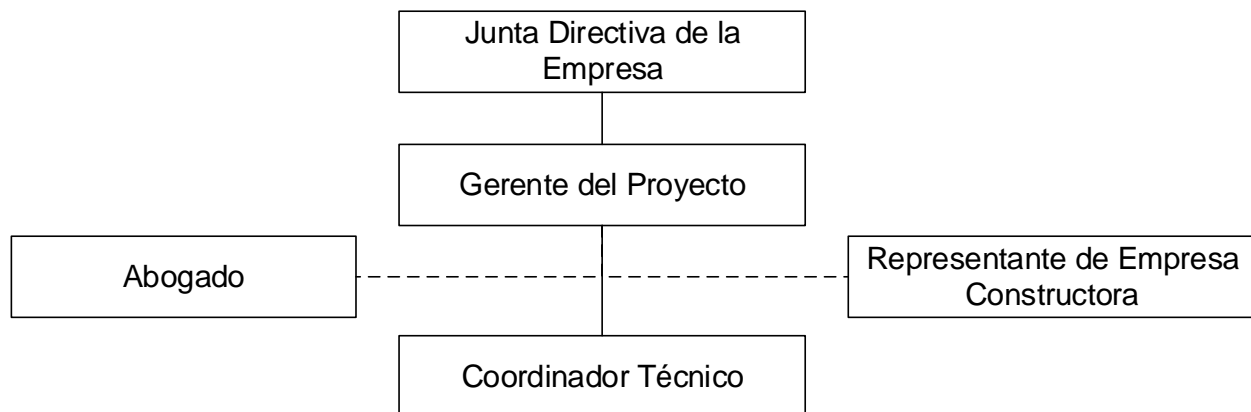 Junta Directiva de la
Empresa
Gerente del Proyecto
Abogado
Representante de Empresa
Constructora
Coordinador Técnico